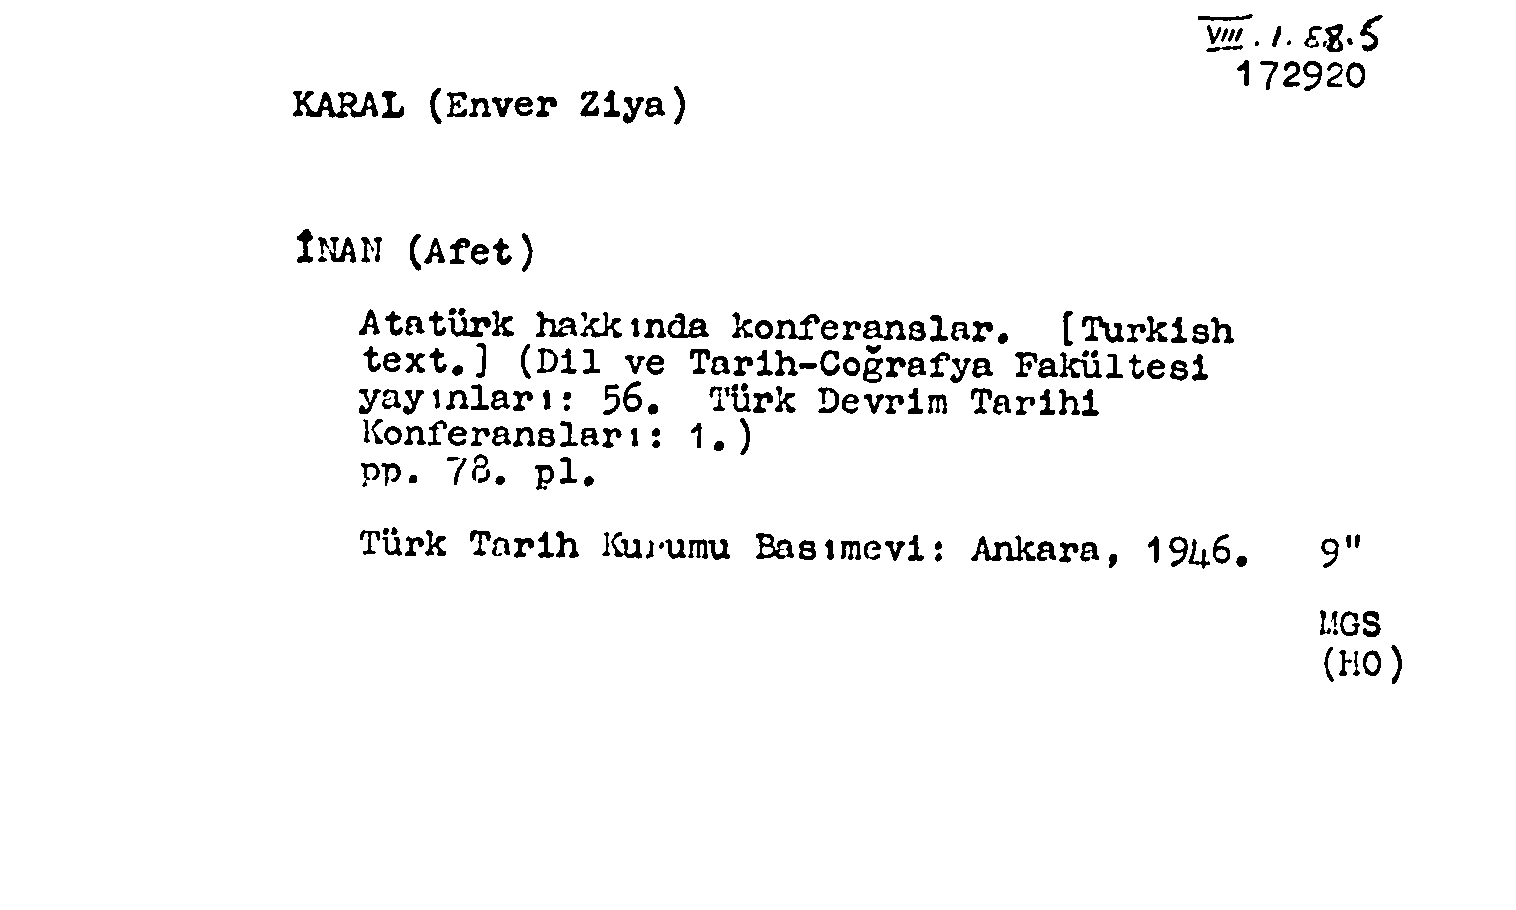 VIII.1.E8.5
172920
KARAL (Enver Ziya)
İNAN (Afet)
Atatürk hakkında konferanslar. [Turkish
text.] (Dil ve Tarih-Coğrafya Fakültesi
yayınları: 56. Türk Devrim Tarihi
Konferansları: 1.)
pp. 78. pl.
Türk Tarih Kurumu Basımevi: Ankara, 1946. 9"
MGS
(HO)